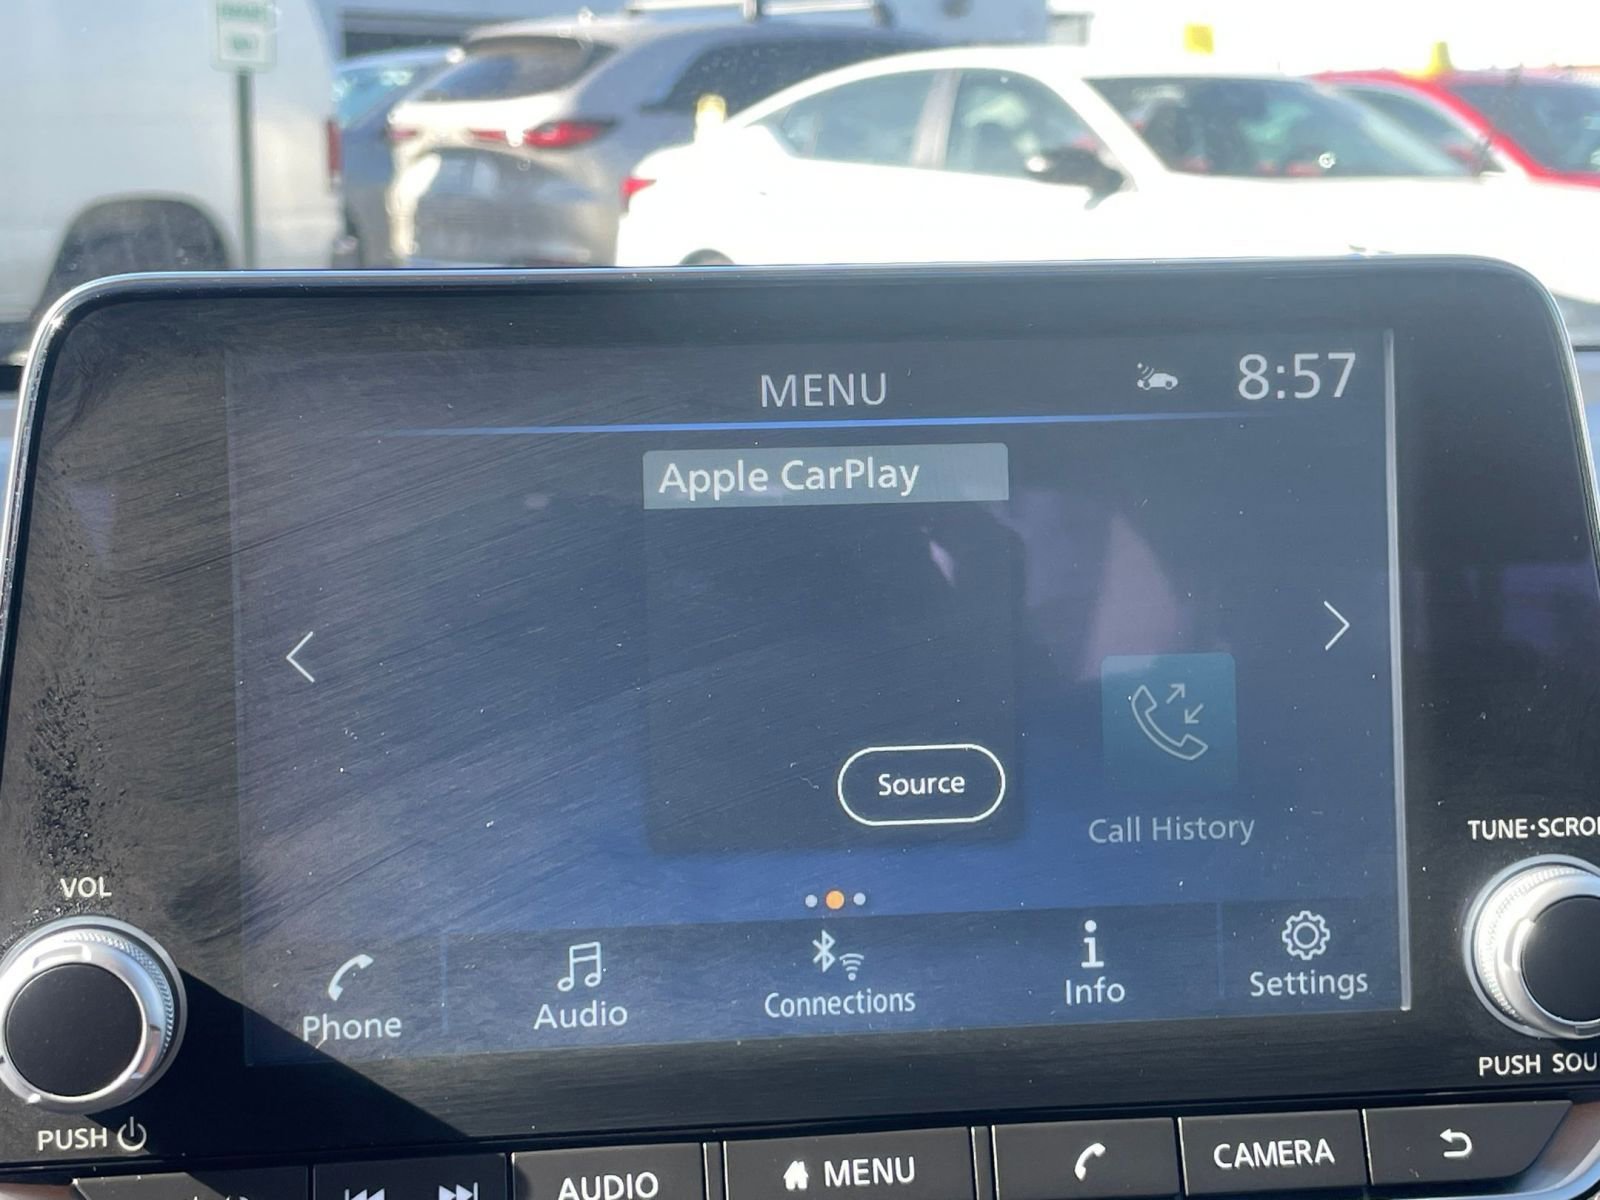 MENU
8:57
Apple CarPlay
Source
Call History
Phone
Audio
Connections
Info
Settings
VOL
PUSH
TUNE·SCRO
PUSH SOU
AUDIO
MENU
CAMERA